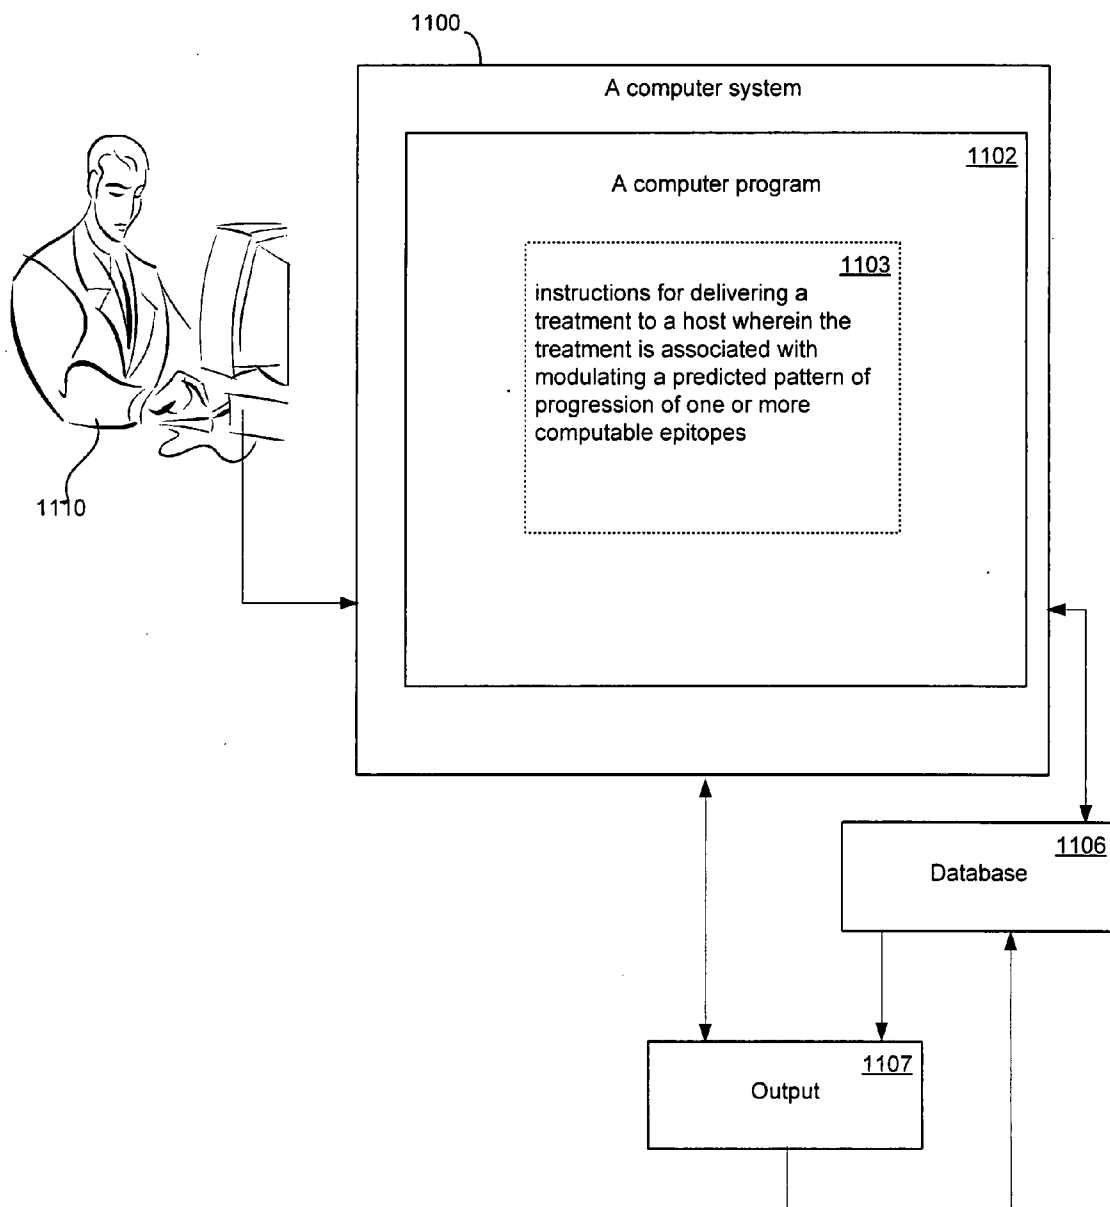 1100
A computer system
1102
A computer program
1103
instructions for delivering a
treatment to a host wherein the
treatment is associated with
modulating a predicted pattern of
progression of one or more
computable epitopes
1110
1106
Database
1107
Output